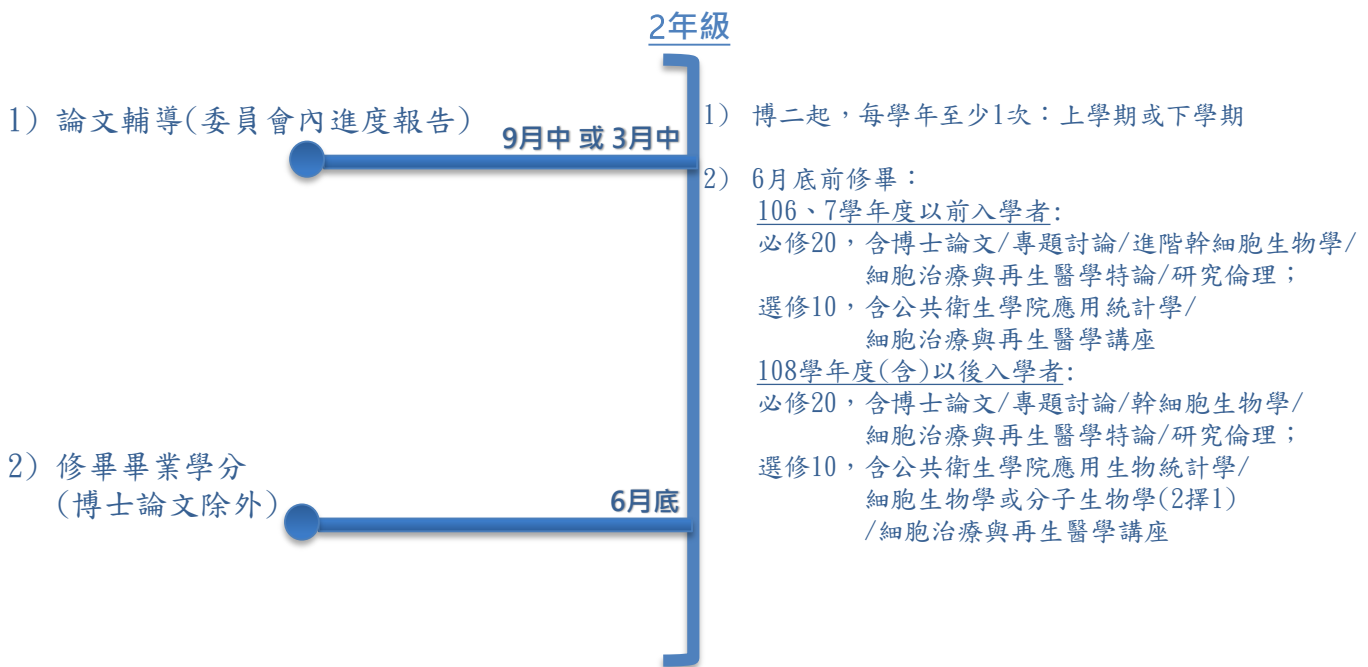 2年級
1) 論文輔導(委員會內進度報告)
9月中 或 3月中
2) 修畢畢業學分
(博士論文除外)
6月底
1) 博二起，每學年至少1次：上學期或下學期
2) 6月底前修畢：
106、7學年度以前入學者:
必修20，含博士論文/專題討論/進階幹細胞生物學/
細胞治療與再生醫學特論/研究倫理；
選修10，含公共衛生學院應用統計學/
細胞治療與再生醫學講座
108學年度(含)以後入學者:
必修20，含博士論文/專題討論/幹細胞生物學/
細胞治療與再生醫學特論/研究倫理；
選修10，含公共衛生學院應用生物統計學/
細胞生物學或分子生物學(2擇1)
/細胞治療與再生醫學講座